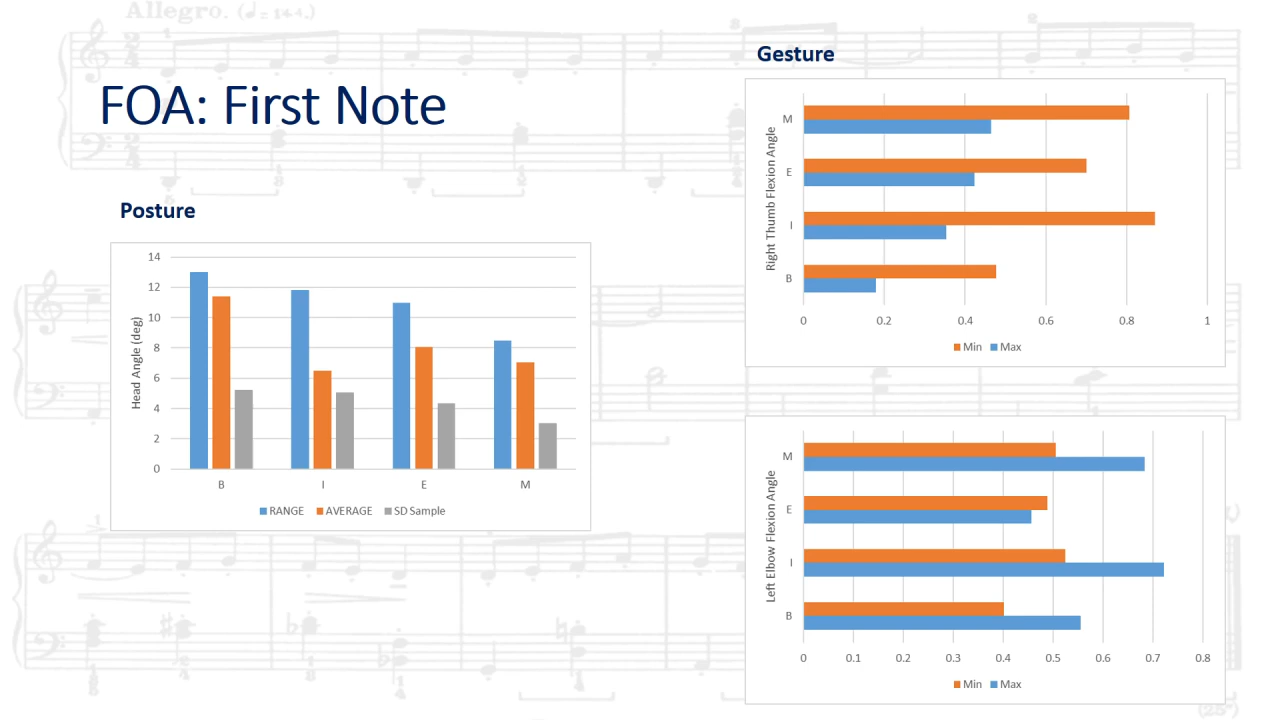 Allegro. (♩ = 144.)
Gesture
FOA: First Note
Posture
Right Thumb Flexion Angle
M
E
I
B
0 0.2 0.4 0.6 0.8 1
Min Max
Head Angle (deg)
14
12
10
8
6
4
2
0
B I E M
RANGE AVERAGE SD Sample
Left Elbow Flexion Angle
M
E
I
B
0 0.1 0.2 0.3 0.4 0.5 0.6 0.7 0.8
Min Max